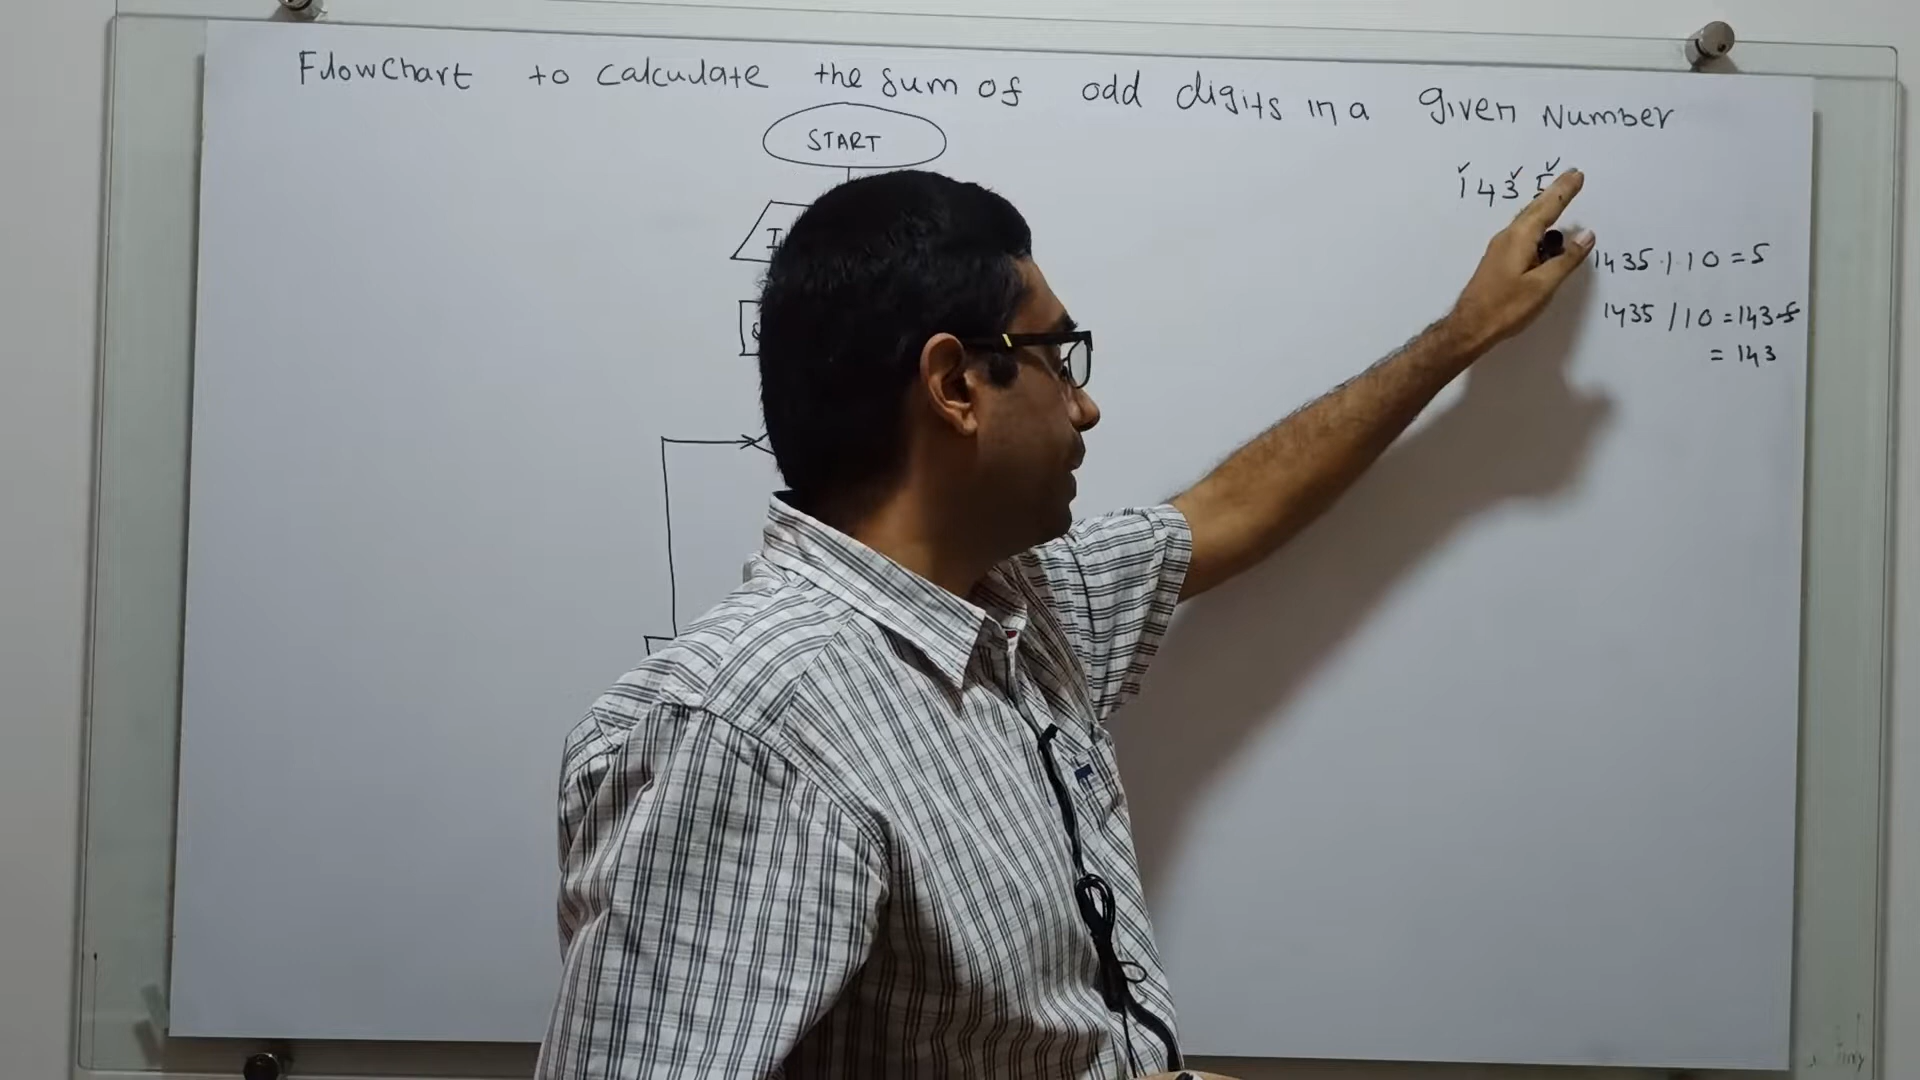 Flowchart to calculate the sum of odd digits in a given Number
START
I
1435
1435 % 10 = 5
1435 / 10 = 143.5
= 143